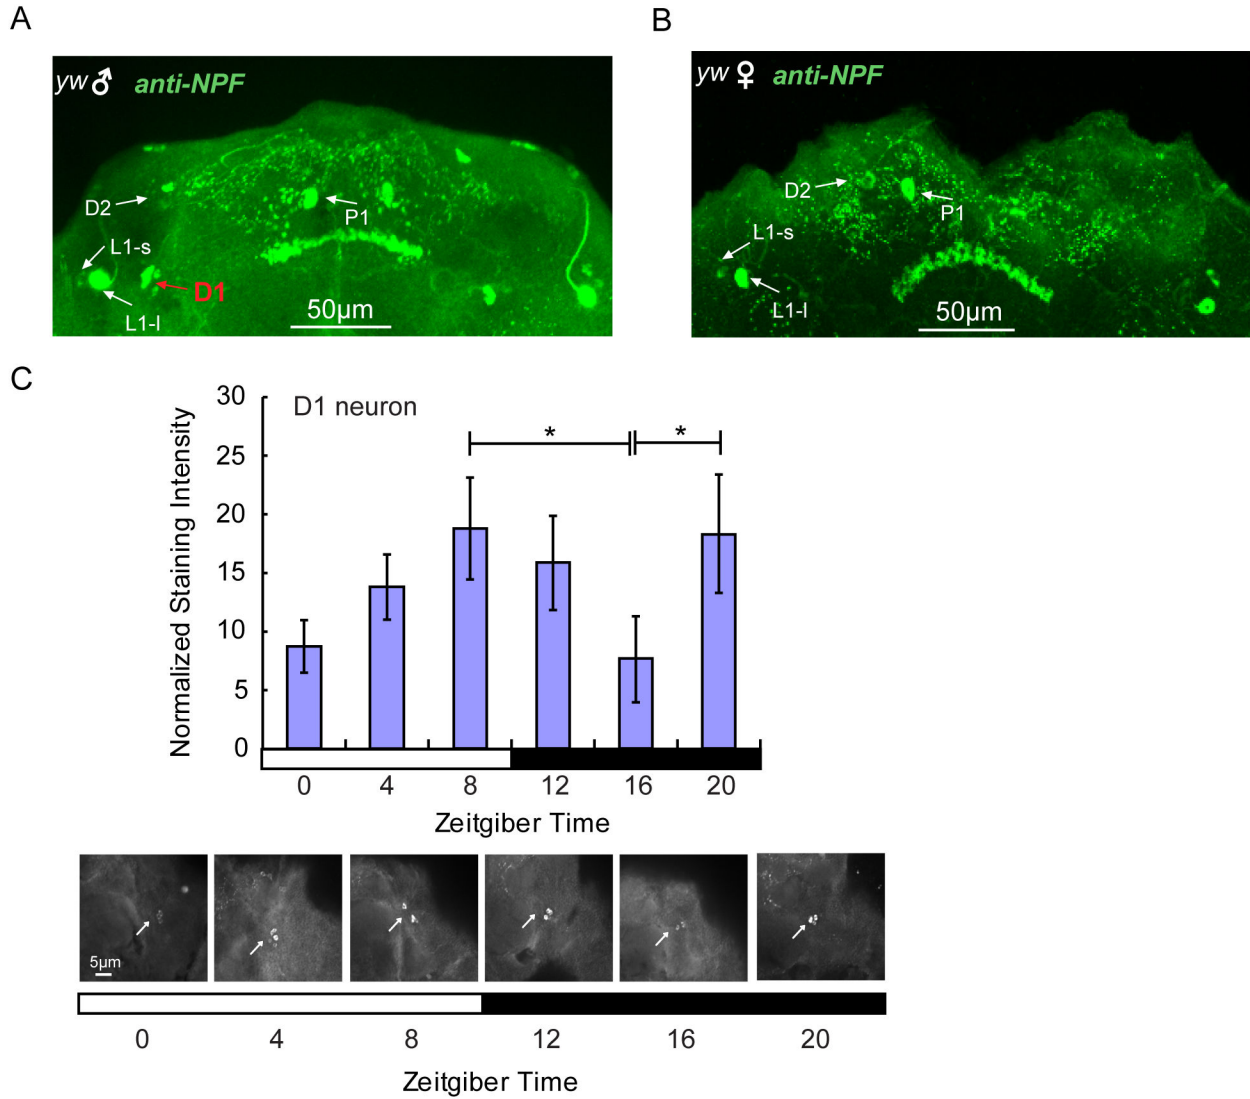 A
yw ♂ anti-NPF
D2
P1
L1-s
D1
L1-l
50µm
B
yw ♀ anti-NPF
D2
P1
L1-s
L1-l
50µm
C
D1 neuron
Normalized Staining Intensity
30
25
20
15
10
5
0
* *
0 4 8 12 16 20
Zeitgiber Time
5µm
0 4 8 12 16 20
Zeitgiber Time